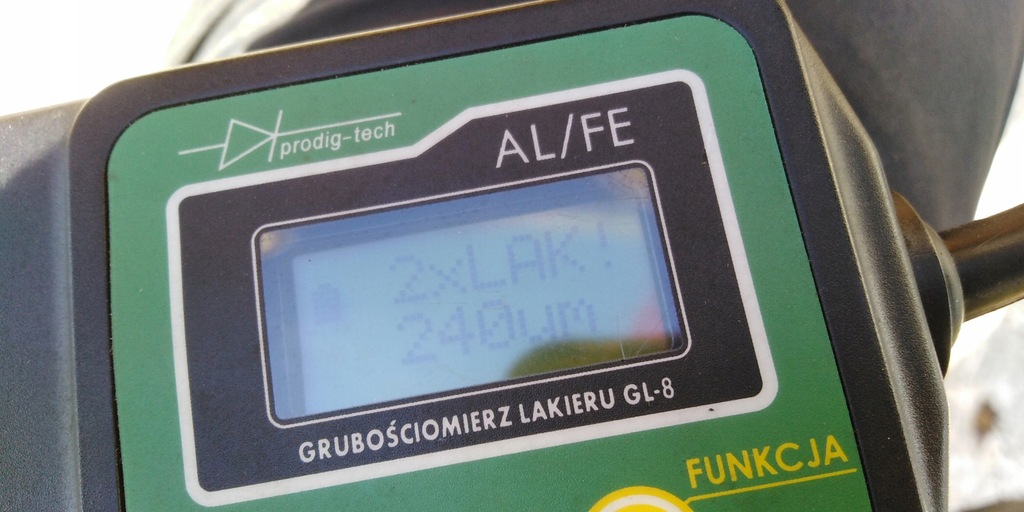 prodig-tech
AL/FE
2xLAK!
240um
GRUBOŚCIOMIERZ LAKIERU GL-8
FUNKCJA